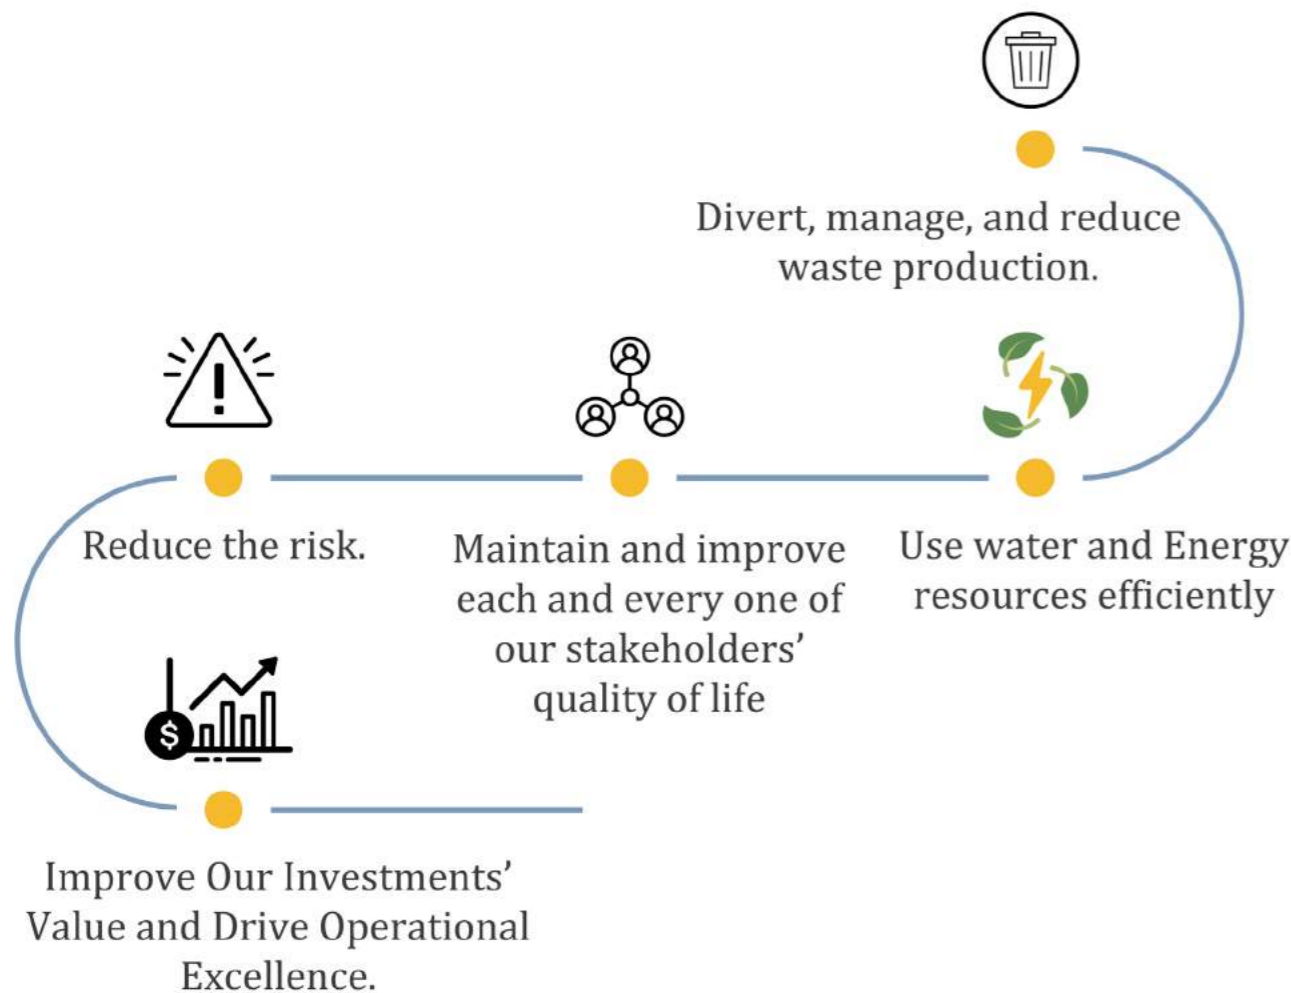 Divert, manage, and reduce
waste production.
Reduce the risk.
Maintain and improve
each and every one of
our stakeholders’
quality of life
Use water and Energy
resources efficiently
$
Improve Our Investments’
Value and Drive Operational
Excellence.